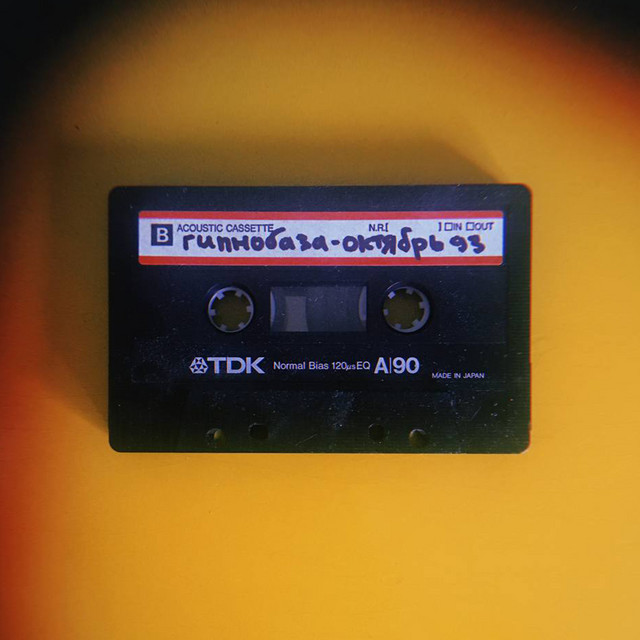 B ACOUSTIC CASSETTE N.R.[ ] □IN □OUT
гипнобаза-октябрь 93
TDK Normal Bias 120μs EQ A|90
MADE IN JAPAN